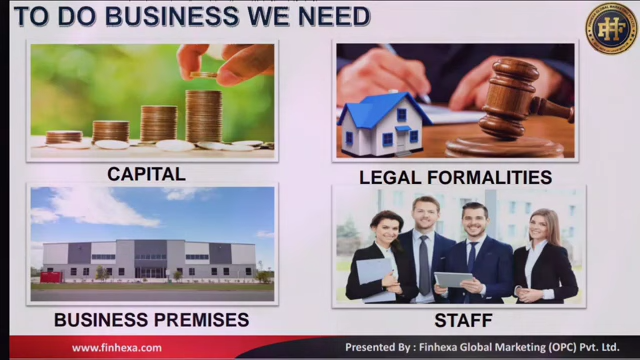 TO DO BUSINESS WE NEED
CAPITAL
LEGAL FORMALITIES
BUSINESS PREMISES
STAFF
www.finhexa.com
Presented By : Finhexa Global Marketing (OPC) Pvt. Ltd.